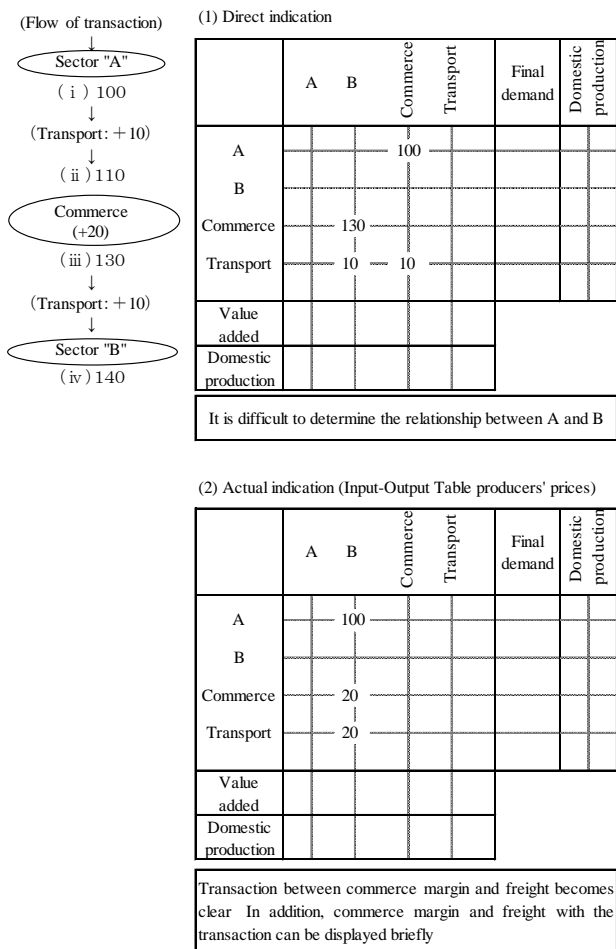 (Flow of transaction)
↓
Sector "A"
(ⅰ) 100
↓
(Transport: +10)
↓
(ⅱ) 110
Commerce
(+20)
(ⅲ) 130
↓
(Transport: +10)
↓
Sector "B"
(ⅳ) 140
(1) Direct indication
A B Commerce Transport Final demand Domestic production
A 100
B
Commerce 130
Transport 10 10
Value
added
Domestic
production
It is difficult to determine the relationship between A and B
(2) Actual indication (Input-Output Table producers' prices)
A B Commerce Transport Final demand Domestic production
A 100
B
Commerce 20
Transport 20
Value
added
Domestic
production
Transaction between commerce margin and freight becomes
clear In addition, commerce margin and freight with the
transaction can be displayed briefly